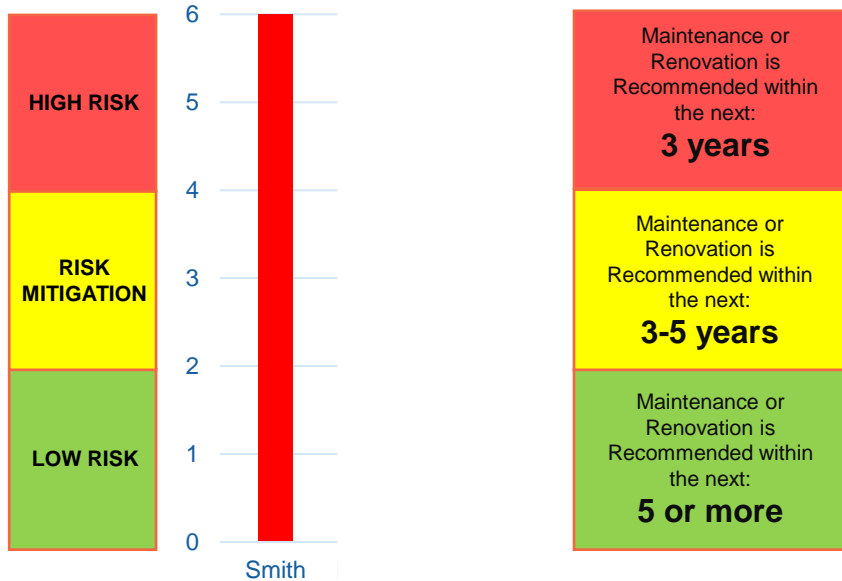 HIGH RISK
RISK
MITIGATION
LOW RISK
6
5
4
3
2
1
0
Smith
Maintenance or
Renovation is
Recommended within
the next:
3 years
Maintenance or
Renovation is
Recommended within
the next:
3-5 years
Maintenance or
Renovation is
Recommended within
the next:
5 or more